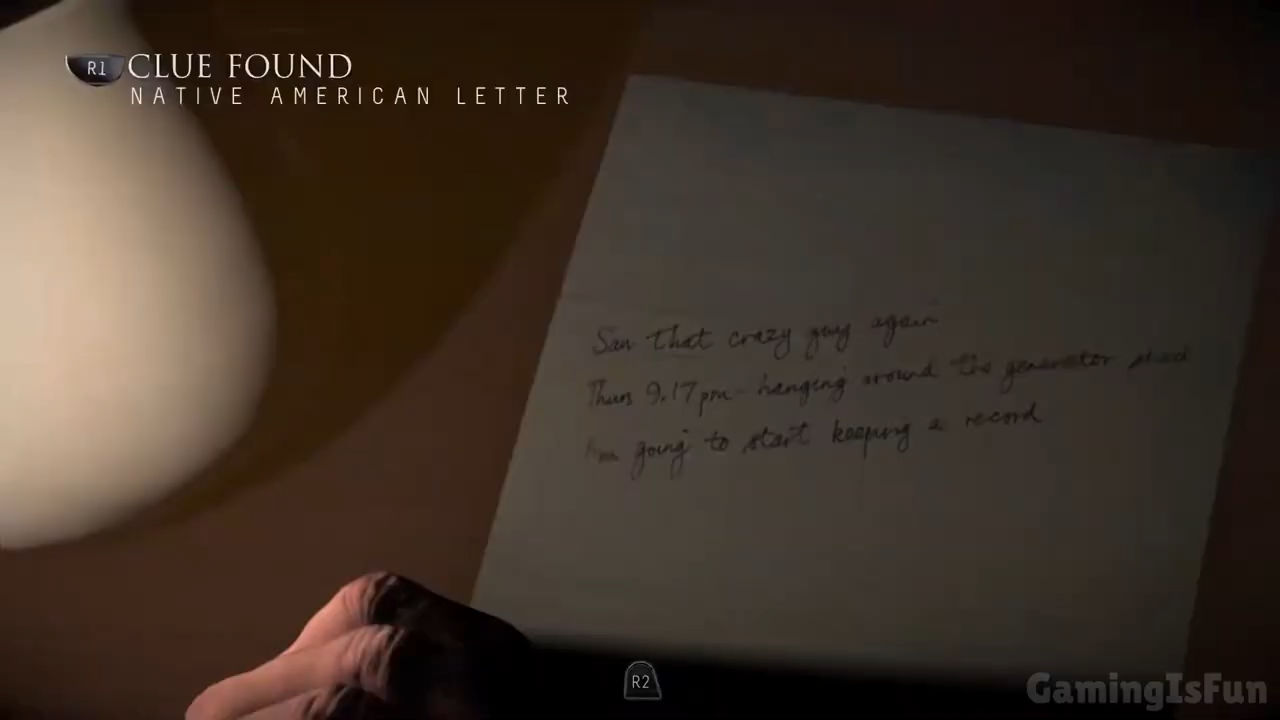 R1 CLUE FOUND
NATIVE AMERICAN LETTER
Saw that crazy guy again
Thurs 9.17pm - hanging around the generator shed
I'm going to start keeping a record
R2
GamingIsFun